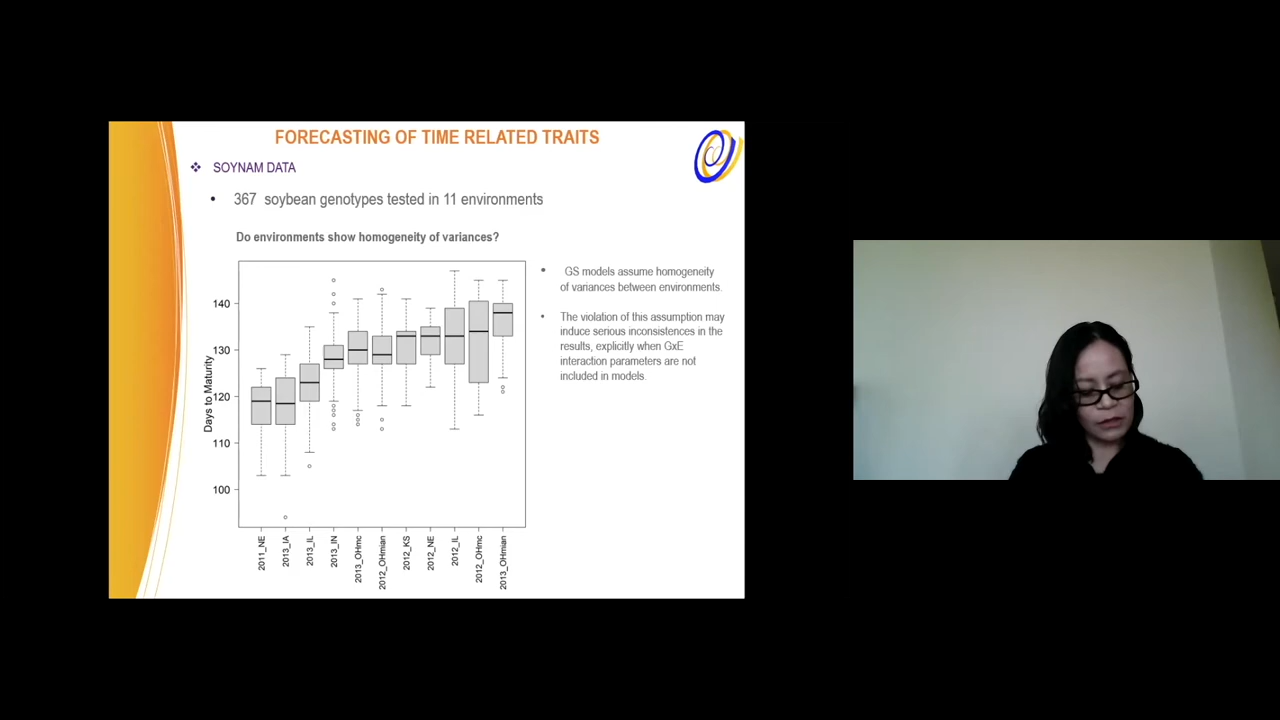 FORECASTING OF TIME RELATED TRAITS
❖ SOYNAM DATA
• 367 soybean genotypes tested in 11 environments
Do environments show homogeneity of variances?
Days to Maturity
140
130
120
110
100
2011_NE
2013_IA
2013_IL
2013_IN
2013_OHmc
2012_OHmian
2012_KS
2012_NE
2012_IL
2012_OHmc
2013_OHmian
• GS models assume homogeneity
of variances between environments.
• The violation of this assumption may
induce serious inconsistences in the
results, explicitly when GxE
interaction parameters are not
included in models.